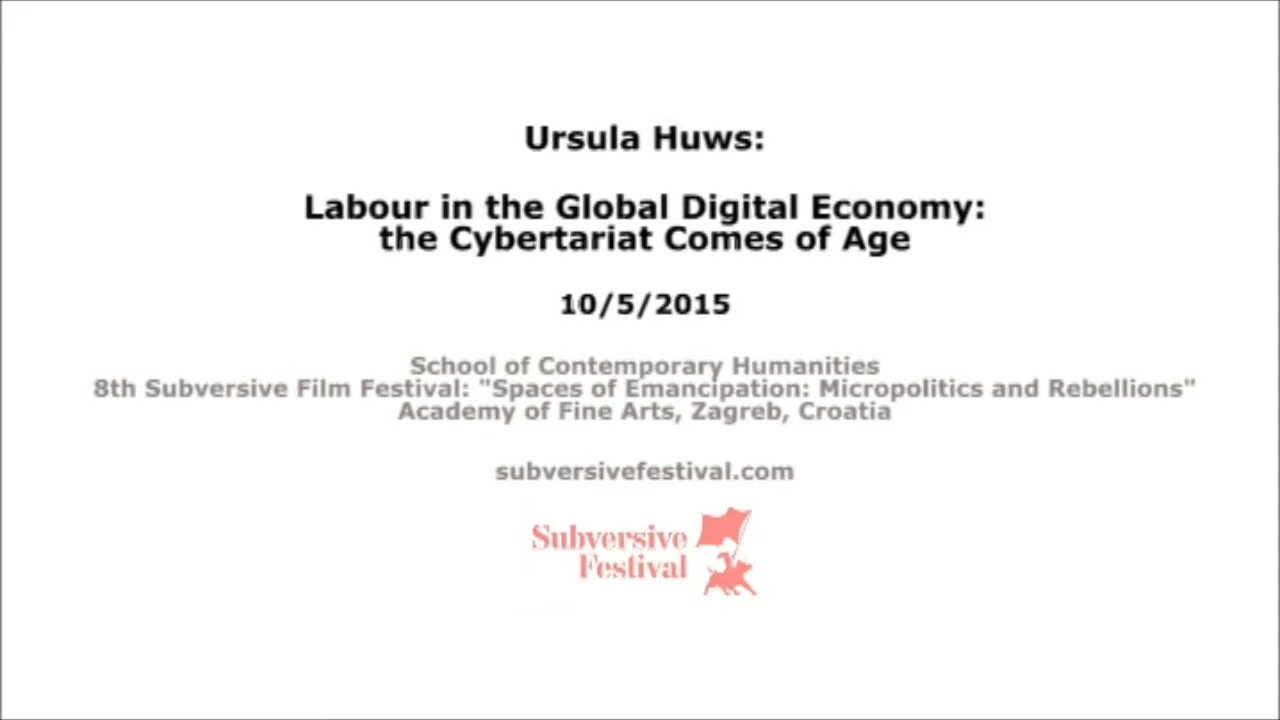 Ursula Huws:
Labour in the Global Digital Economy:
the Cybertariat Comes of Age
10/5/2015
School of Contemporary Humanities
8th Subversive Film Festival: "Spaces of Emancipation: Micropolitics and Rebellions"
Academy of Fine Arts, Zagreb, Croatia
subversivefestival.com
Subversive
Festival